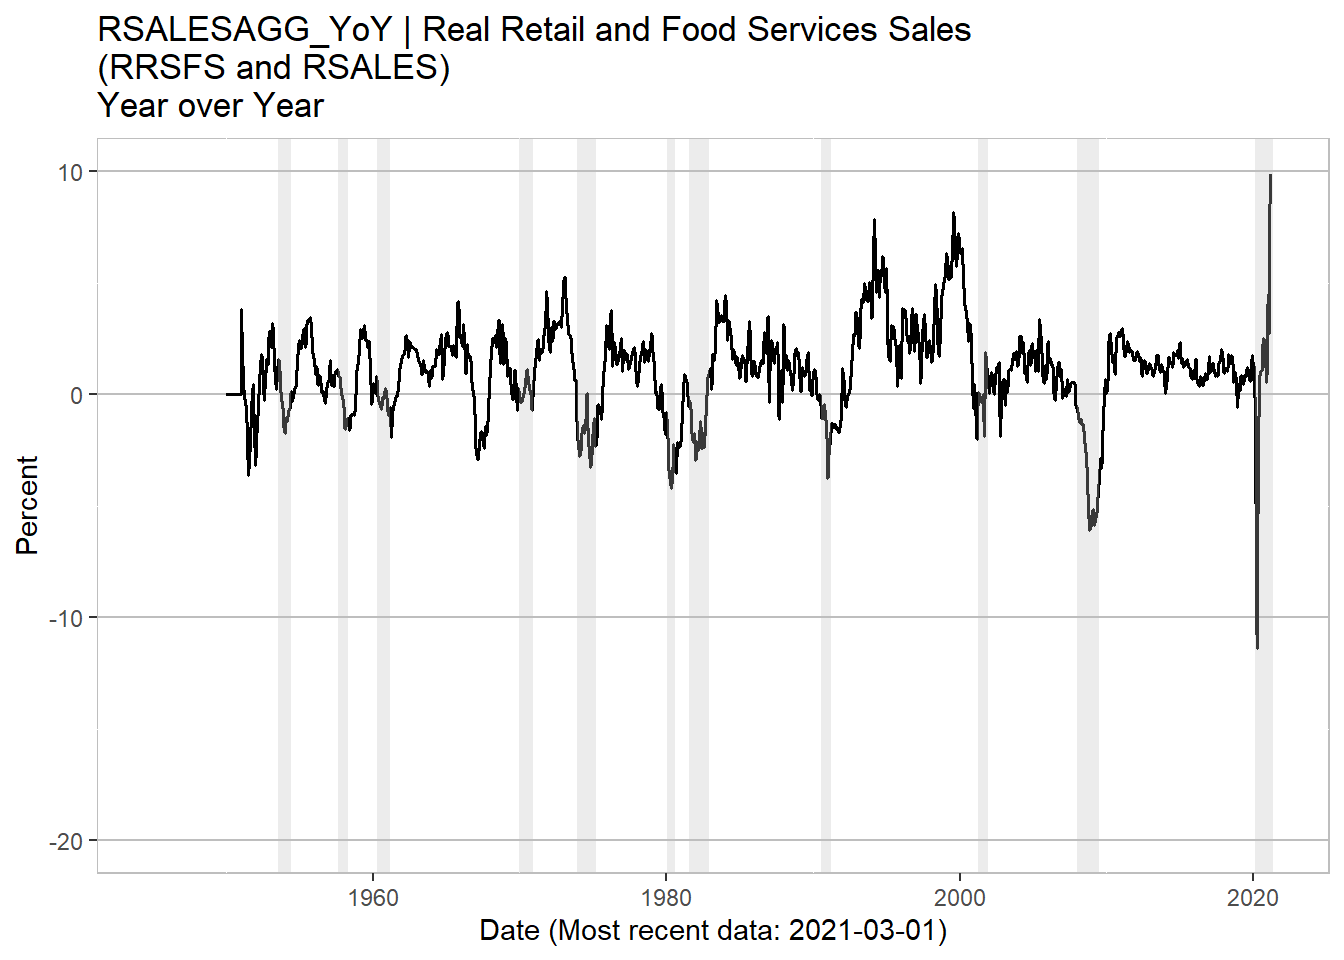 RSALESAGG_YoY | Real Retail and Food Services Sales
(RRSFS and RSALES)
Year over Year
Percent
10
0
-10
-20
1960
1980
2000
2020
Date (Most recent data: 2021-03-01)